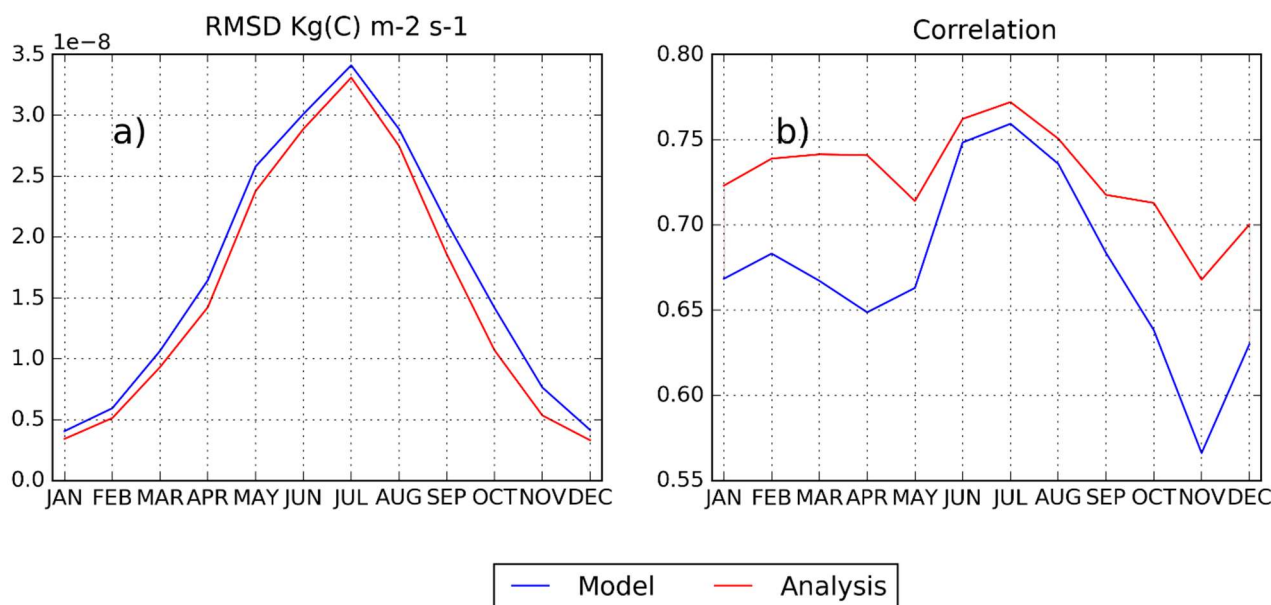 RMSD Kg(C) m-2 s-1
1e−8
3.5
3.0
2.5
2.0
1.5
1.0
0.5
0.0
a)
JAN FEB MAR APR MAY JUN JUL AUG SEP OCT NOV DEC
Correlation
0.80
0.75
0.70
0.65
0.60
0.55
b)
JAN FEB MAR APR MAY JUN JUL AUG SEP OCT NOV DEC
Model Analysis